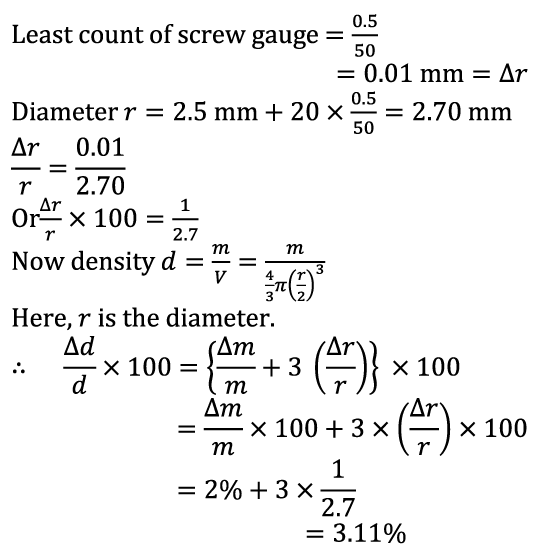 Least count of screw gauge = 0.5/50
= 0.01 mm = Δr
Diameter r = 2.5 mm + 20 × 0.5/50 = 2.70 mm
Δr/r = 0.01/2.70
Or Δr/r × 100 = 1/2.7
Now density d = m/V = m/(4/3 π(r/2)³)
Here, r is the diameter.
∴ Δd/d × 100 = {Δm/m + 3 (Δr/r)} × 100
= Δm/m × 100 + 3 × (Δr/r) × 100
= 2% + 3 × 1/2.7
= 3.11%